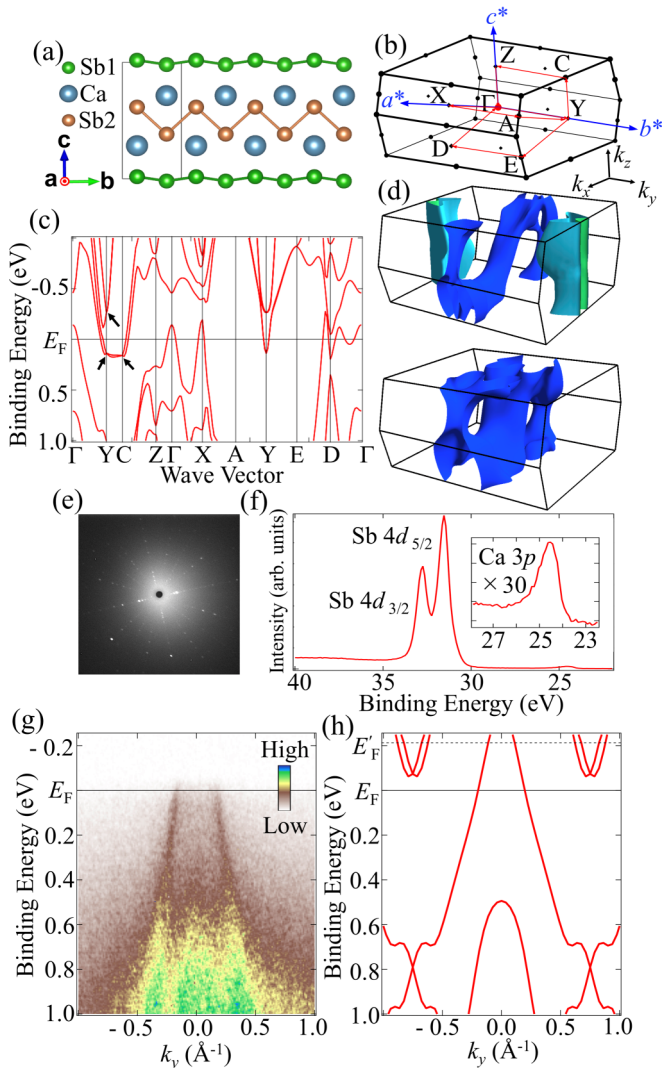 (a)
Sb1
Ca
Sb2
c
a
b
(b)
c*
Z
C
X
Γ
a*
A
Y
b*
D
E
k_z
k_x
k_y
(c)
Binding Energy (eV)
-0.5
E_F
0.5
1.0
Γ Y C Z Γ X A Y E D Γ
Wave Vector
(d)
(e)
(f)
Intensity (arb. units)
Sb 4d 5/2
Sb 4d 3/2
Ca 3p
× 30
27 25 23
40 35 30 25
Binding Energy (eV)
(g)
Binding Energy (eV)
- 0.2
E_F
0.2
0.4
0.6
0.8
1.0
High
Low
- 0.5 0.0 0.5 1.0
k_y (Å⁻¹)
(h)
Binding Energy (eV)
E'_F
E_F
0.2
0.4
0.6
0.8
1.0
- 0.5 0.0 0.5 1.0
k_y (Å⁻¹)